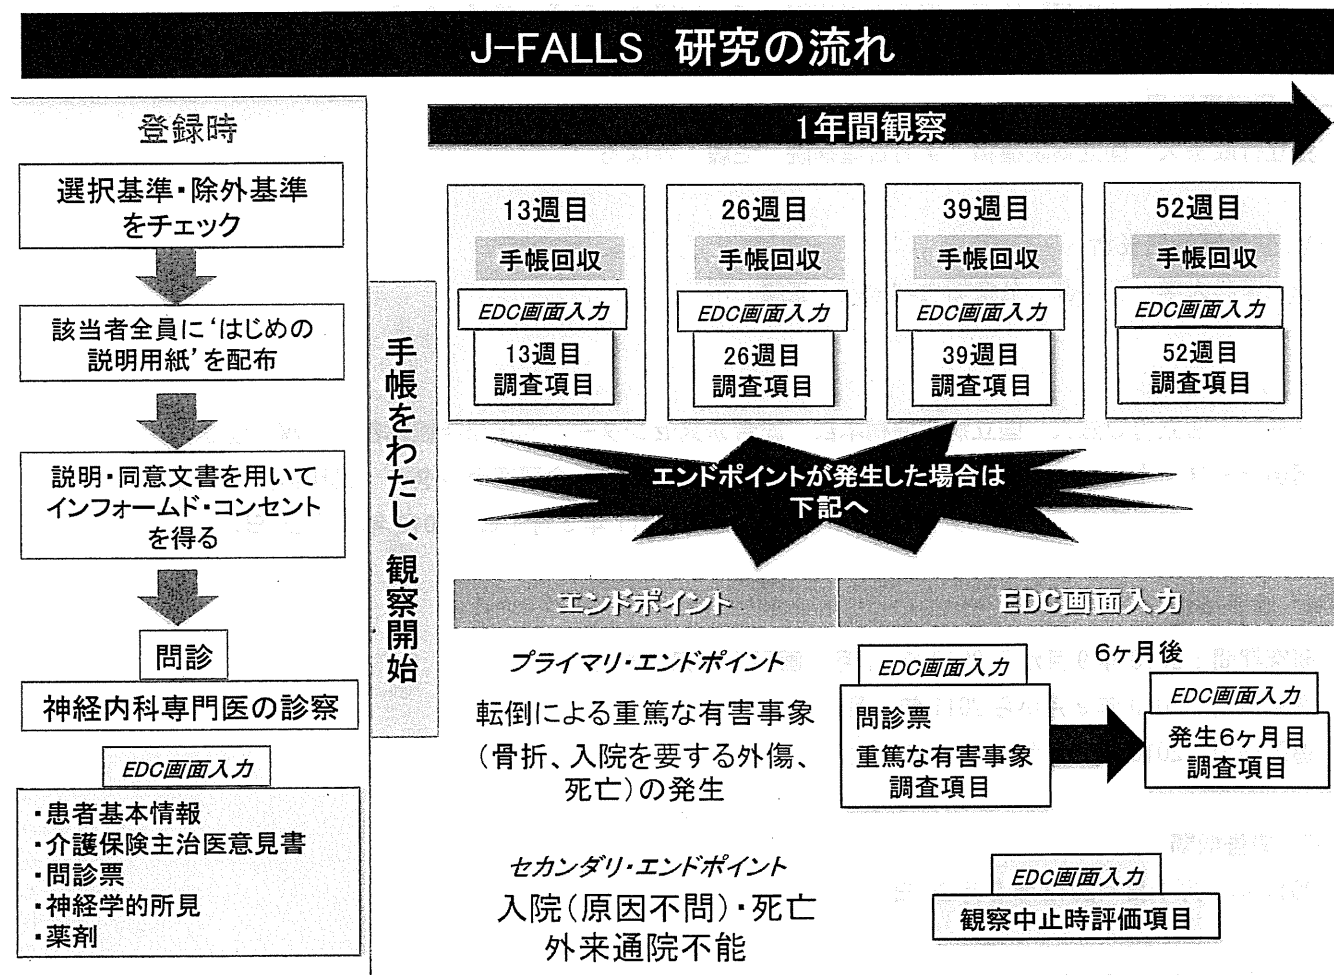 J-FALLS 研究の流れ
登録時
選択基準・除外基準
をチェック
該当者全員に‘はじめの
説明用紙’を配布
説明・同意文書を用いて
インフォームド・コンセント
を得る
問診
神経内科専門医の診察
EDC画面入力
・患者基本情報
・介護保険主治医意見書
・問診票
・神経学的所見
・薬剤
手帳をわたし、観察開始
1年間観察
13週目
手帳回収
EDC画面入力
13週目
調査項目
26週目
手帳回収
EDC画面入力
26週目
調査項目
39週目
手帳回収
EDC画面入力
39週目
調査項目
52週目
手帳回収
EDC画面入力
52週目
調査項目
エンドポイントが発生した場合は
下記へ
エンドポイント
EDC画面入力
プライマリ・エンドポイント
転倒による重篤な有害事象
(骨折、入院を要する外傷、
死亡)の発生
EDC画面入力
問診票
重篤な有害事象
調査項目
6ヶ月後
EDC画面入力
発生6ヶ月目
調査項目
セカンダリ・エンドポイント
入院(原因不問)・死亡
外来通院不能
EDC画面入力
観察中止時評価項目